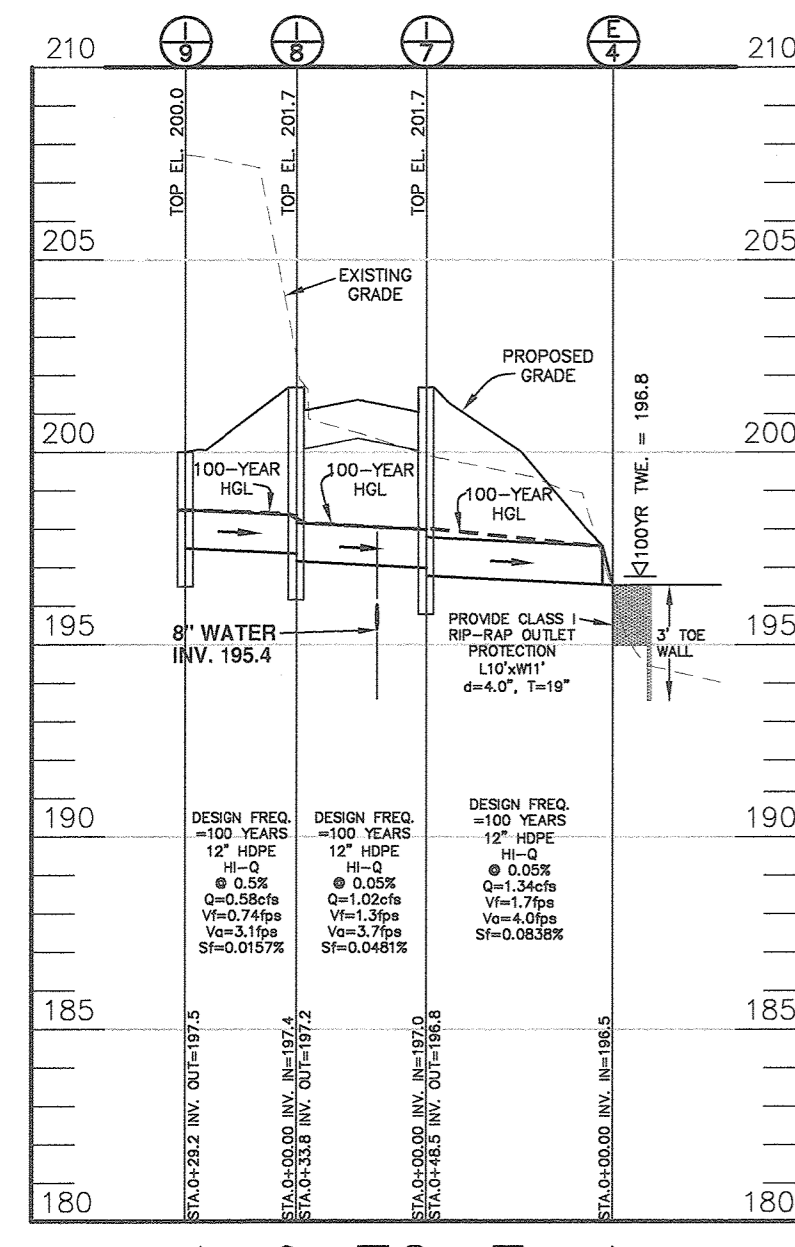 I
9
I
8
I
7
E
4
210
210
TOP EL. 200.0
TOP EL. 201.7
TOP EL. 201.7
205
205
EXISTING
GRADE
PROPOSED
GRADE
100YR TWE. = 196.8
200
200
100-YEAR
HGL
100-YEAR
HGL
100-YEAR
HGL
195
195
8" WATER
INV. 195.4
PROVIDE CLASS I
RIP-RAP OUTLET
PROTECTION
L10'xW11'
d=4.0", T=19"
3' TOE
WALL
190
190
DESIGN FREQ.
=100 YEARS
12" HDPE
HI-Q
@ 0.5%
Q=0.58cfs
Vf=0.74fps
Va=3.1fps
Sf=0.0157%
DESIGN FREQ.
=100 YEARS
12" HDPE
HI-Q
@ 0.05%
Q=1.02cfs
Vf=1.3fps
Va=3.7fps
Sf=0.0481%
DESIGN FREQ.
=100 YEARS
12" HDPE
HI-Q
@ 0.05%
Q=1.34cfs
Vf=1.7fps
Va=4.0fps
Sf=0.0838%
185
185
STA.0+29.2 INV. OUT=197.5
STA.0+00.00 INV. IN=197.4
STA.0+33.8 INV. OUT=197.2
STA.0+00.00 INV. IN=197.0
STA.0+48.5 INV. OUT=196.8
STA.0+00.00 INV. IN=196.5
180
180